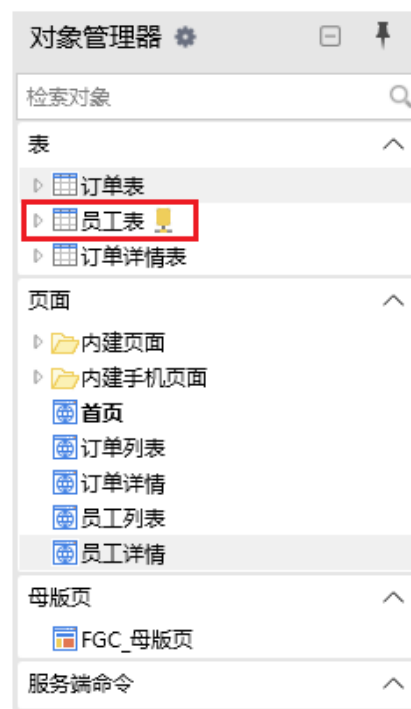 对象管理器
检索对象
表
订单表
员工表
订单详情表
页面
内建页面
内建手机页面
首页
订单列表
订单详情
员工列表
员工详情
母版页
FGC_母版页
服务端命令